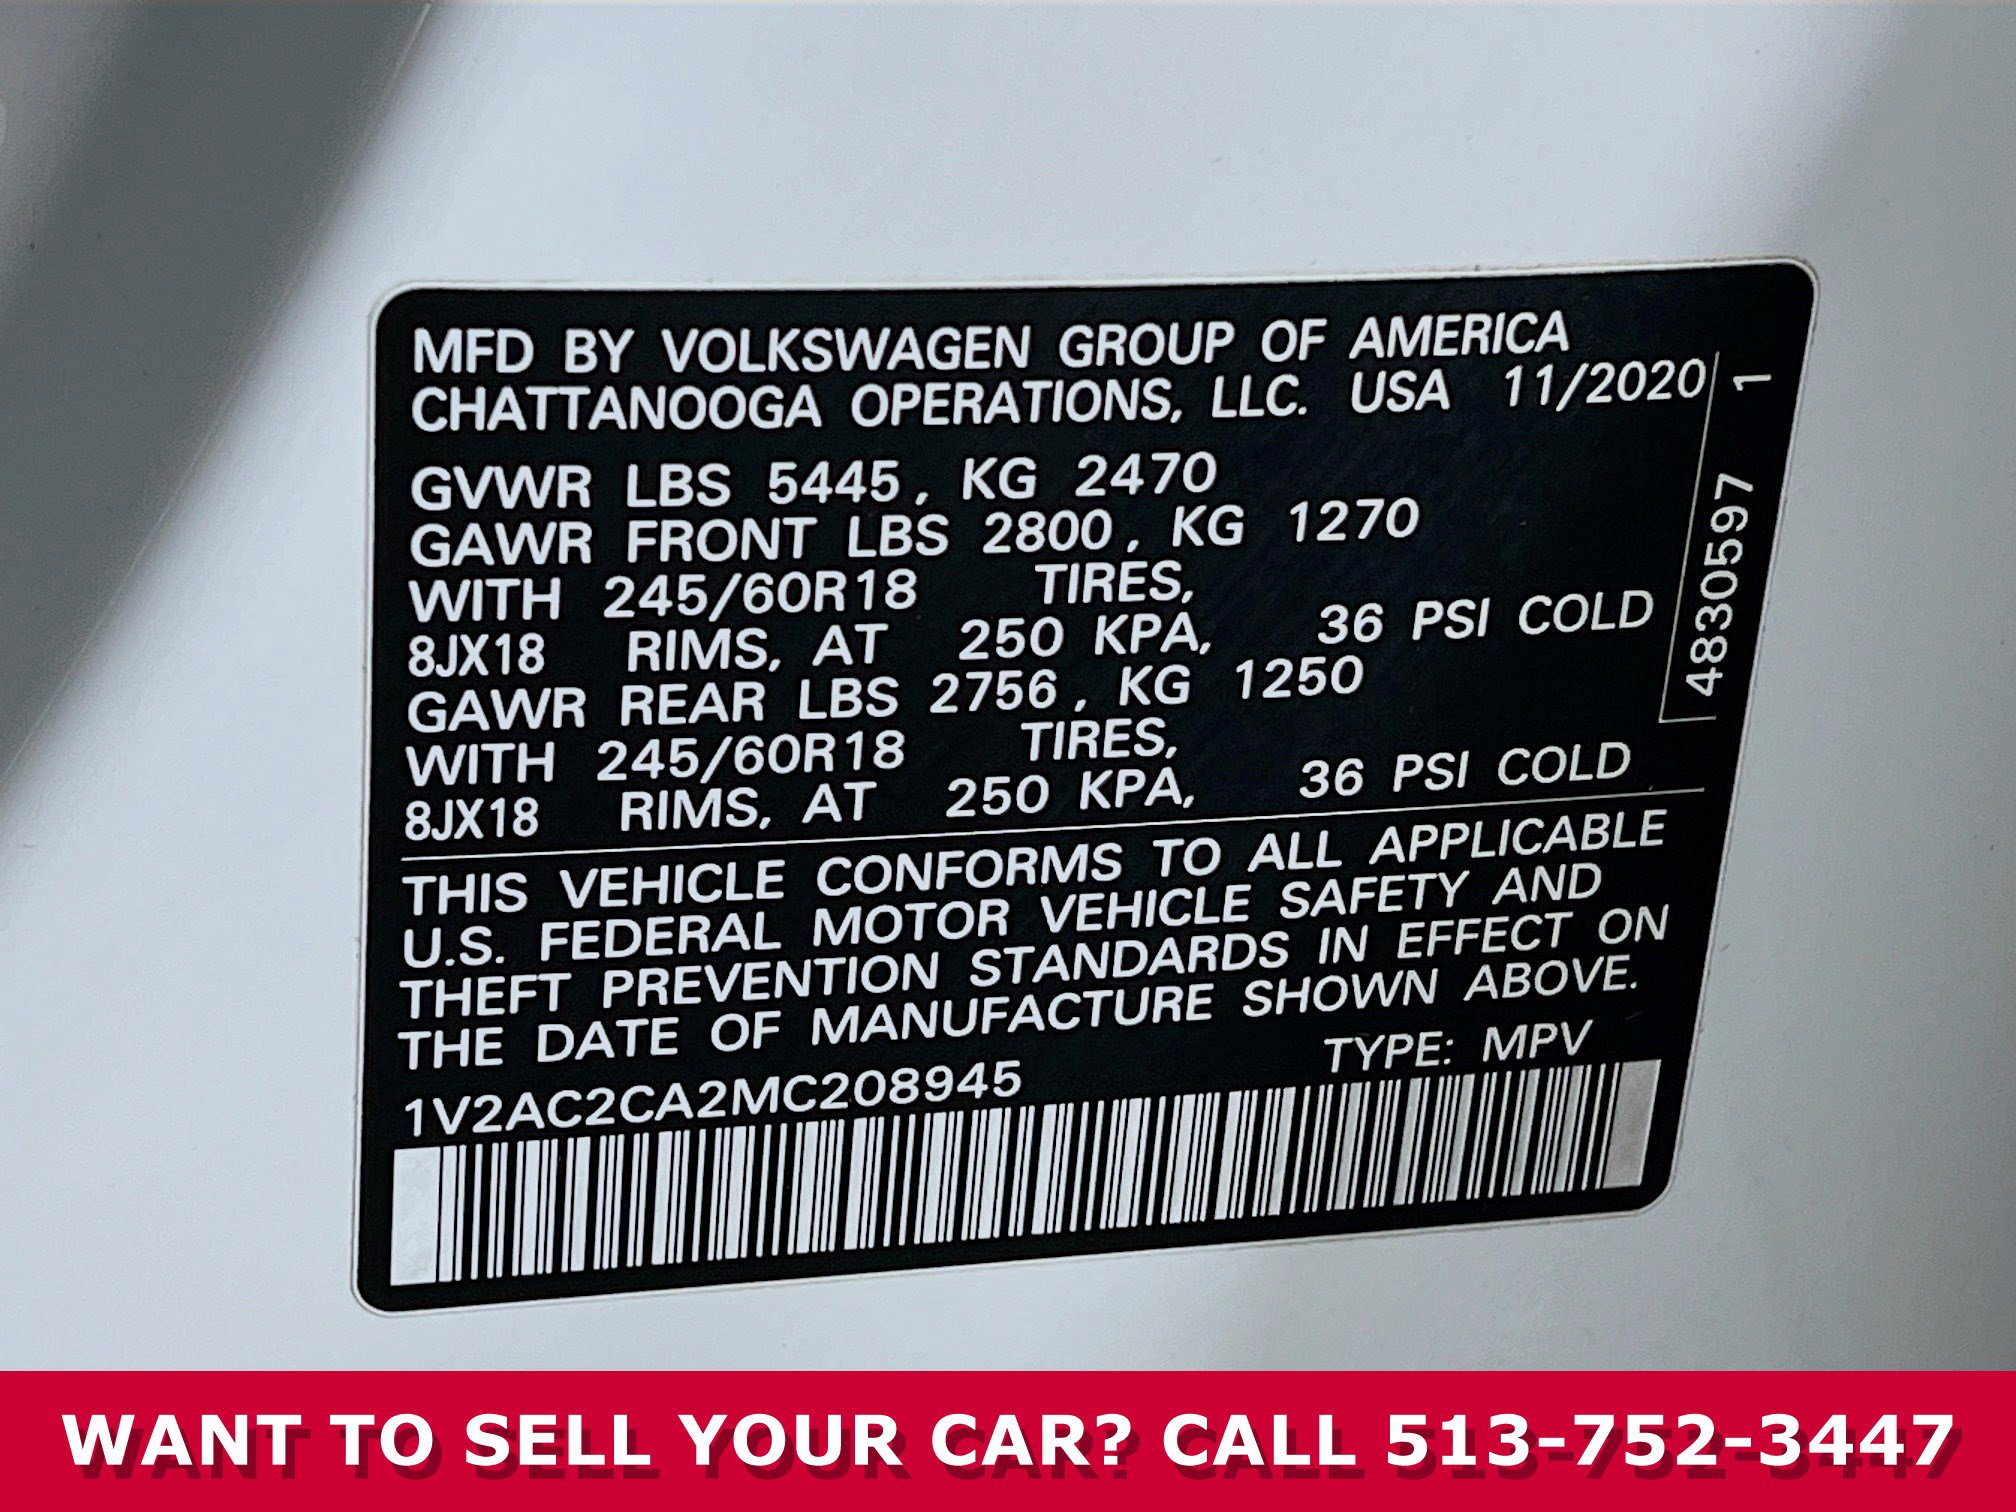 MFD BY VOLKSWAGEN GROUP OF AMERICA
CHATTANOOGA OPERATIONS, LLC. USA 11/2020
GVWR LBS 5445, KG 2470
GAWR FRONT LBS 2800, KG 1270
WITH 245/60R18 TIRES,
8JX18 RIMS, AT 250 KPA, 36 PSI COLD
GAWR REAR LBS 2756, KG 1250
WITH 245/60R18 TIRES,
8JX18 RIMS, AT 250 KPA, 36 PSI COLD
4830597 1
THIS VEHICLE CONFORMS TO ALL APPLICABLE
U.S. FEDERAL MOTOR VEHICLE SAFETY AND
THEFT PREVENTION STANDARDS IN EFFECT ON
THE DATE OF MANUFACTURE SHOWN ABOVE.
1V2AC2CA2MC208945 TYPE: MPV
WANT TO SELL YOUR CAR? CALL 513-752-3447